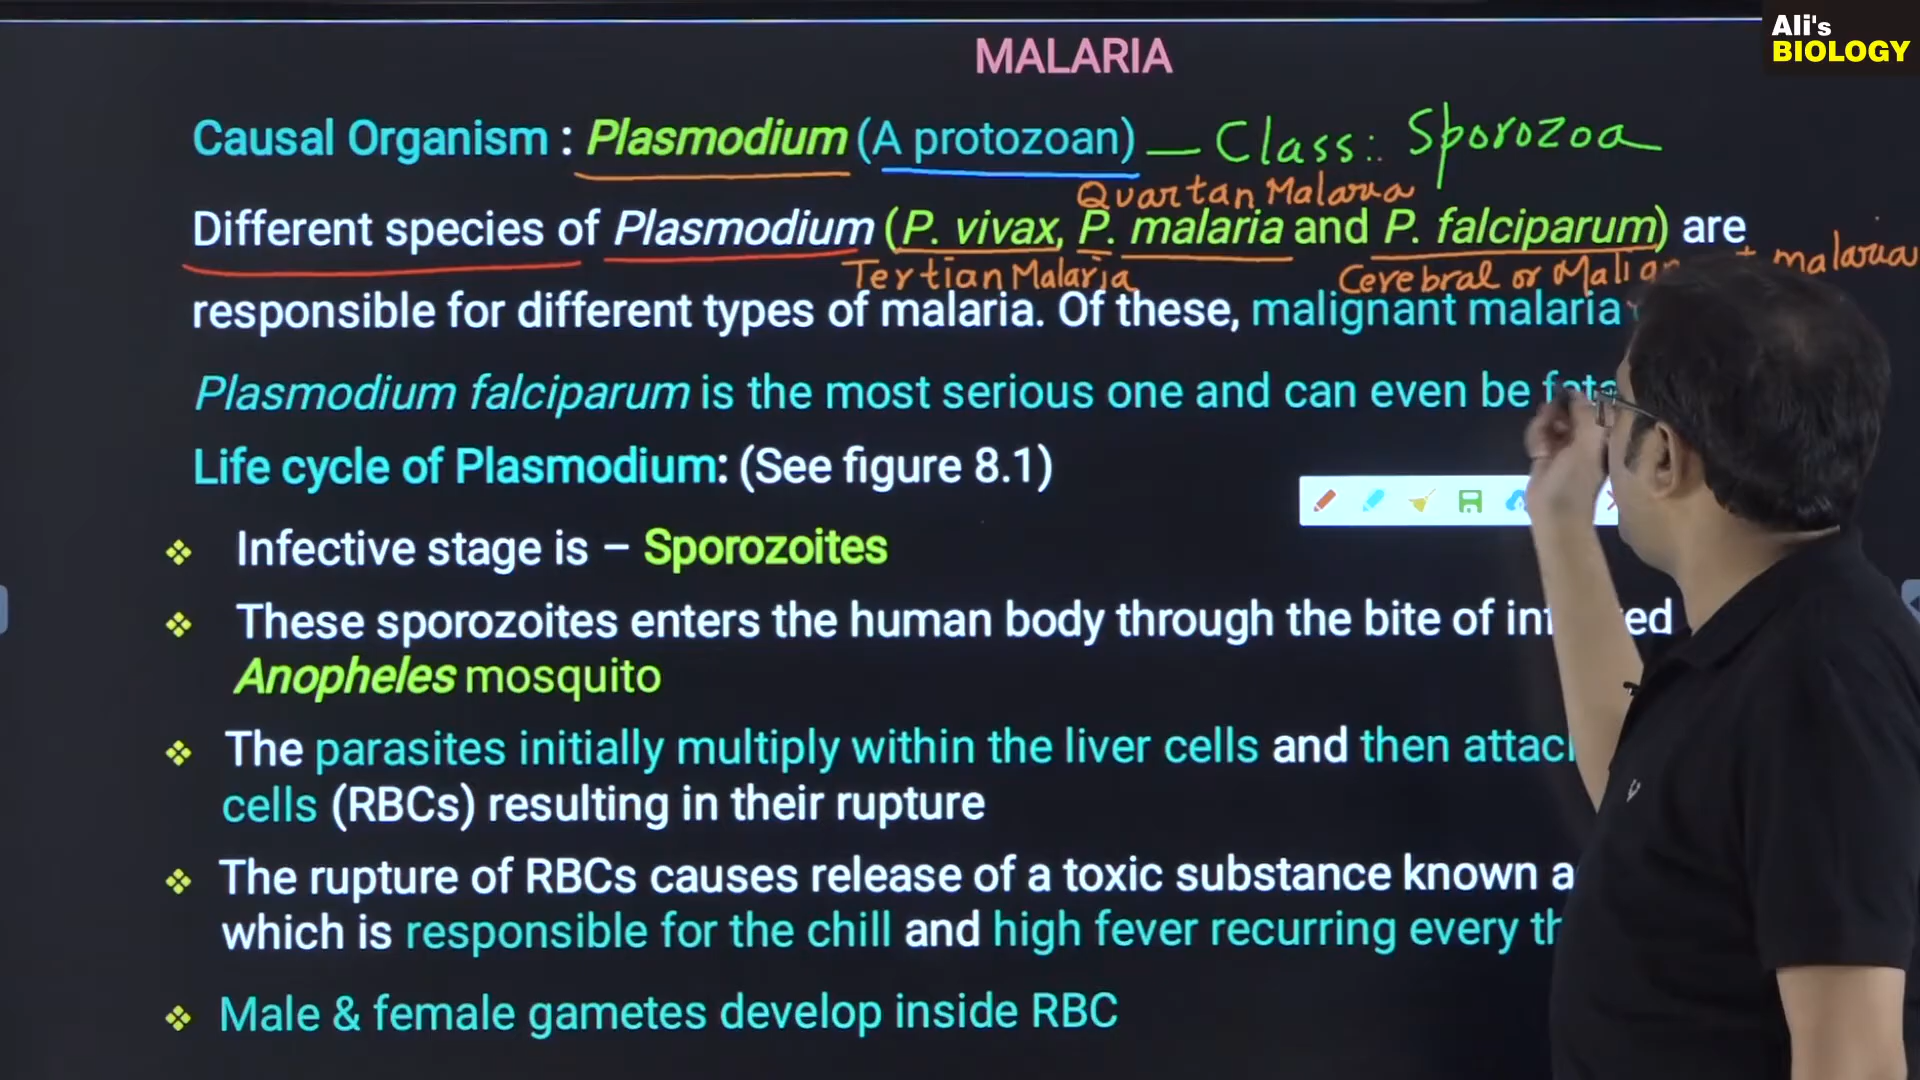 Ali's
BIOLOGY
MALARIA
Causal Organism : Plasmodium (A protozoan) — Class: Sporozoa
Quartan Malaria
Different species of Plasmodium (P. vivax, P. malaria and P. falciparum) are
Tertian Malaria Cerebral or malaria
responsible for different types of malaria. Of these, malignant malaria
Plasmodium falciparum is the most serious one and can even be
Life cycle of Plasmodium: (See figure 8.1)
❖ Infective stage is – Sporozoites
❖ These sporozoites enters the human body through the bite of
Anopheles mosquito
❖ The parasites initially multiply within the liver cells and then
cells (RBCs) resulting in their rupture
❖ The rupture of RBCs causes release of a toxic substance known
which is responsible for the chill and high fever recurring every
❖ Male & female gametes develop inside RBC